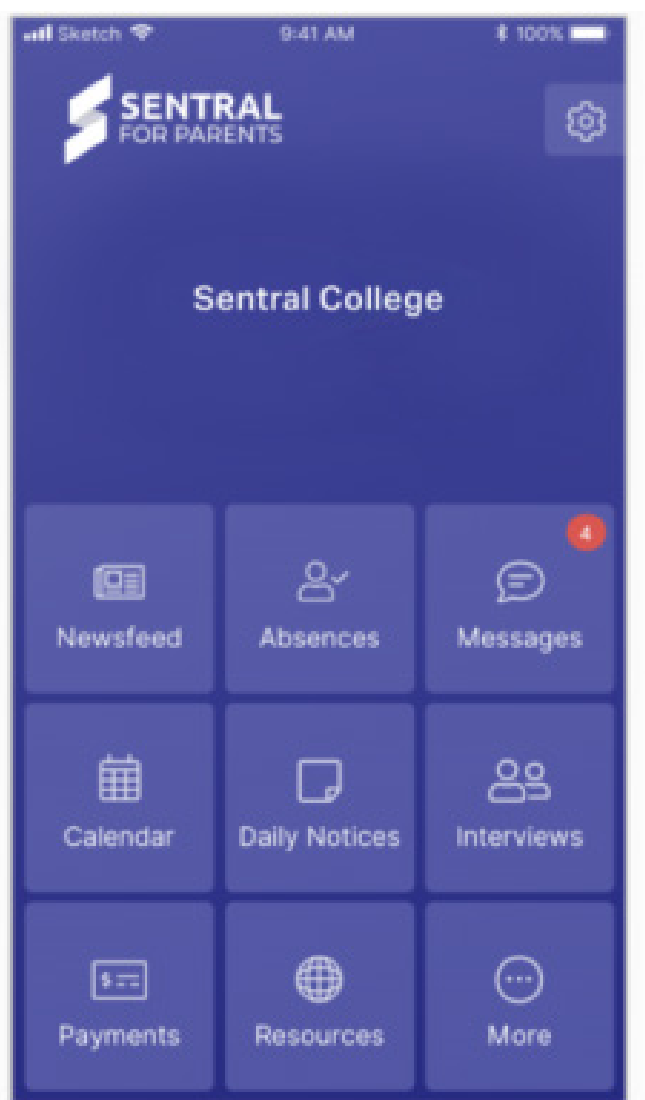 Sketch 9:41 AM 100%
SENTRAL
FOR PARENTS
Sentral College
4
Newsfeed Absences Messages
Calendar Daily Notices Interviews
$
Payments Resources More